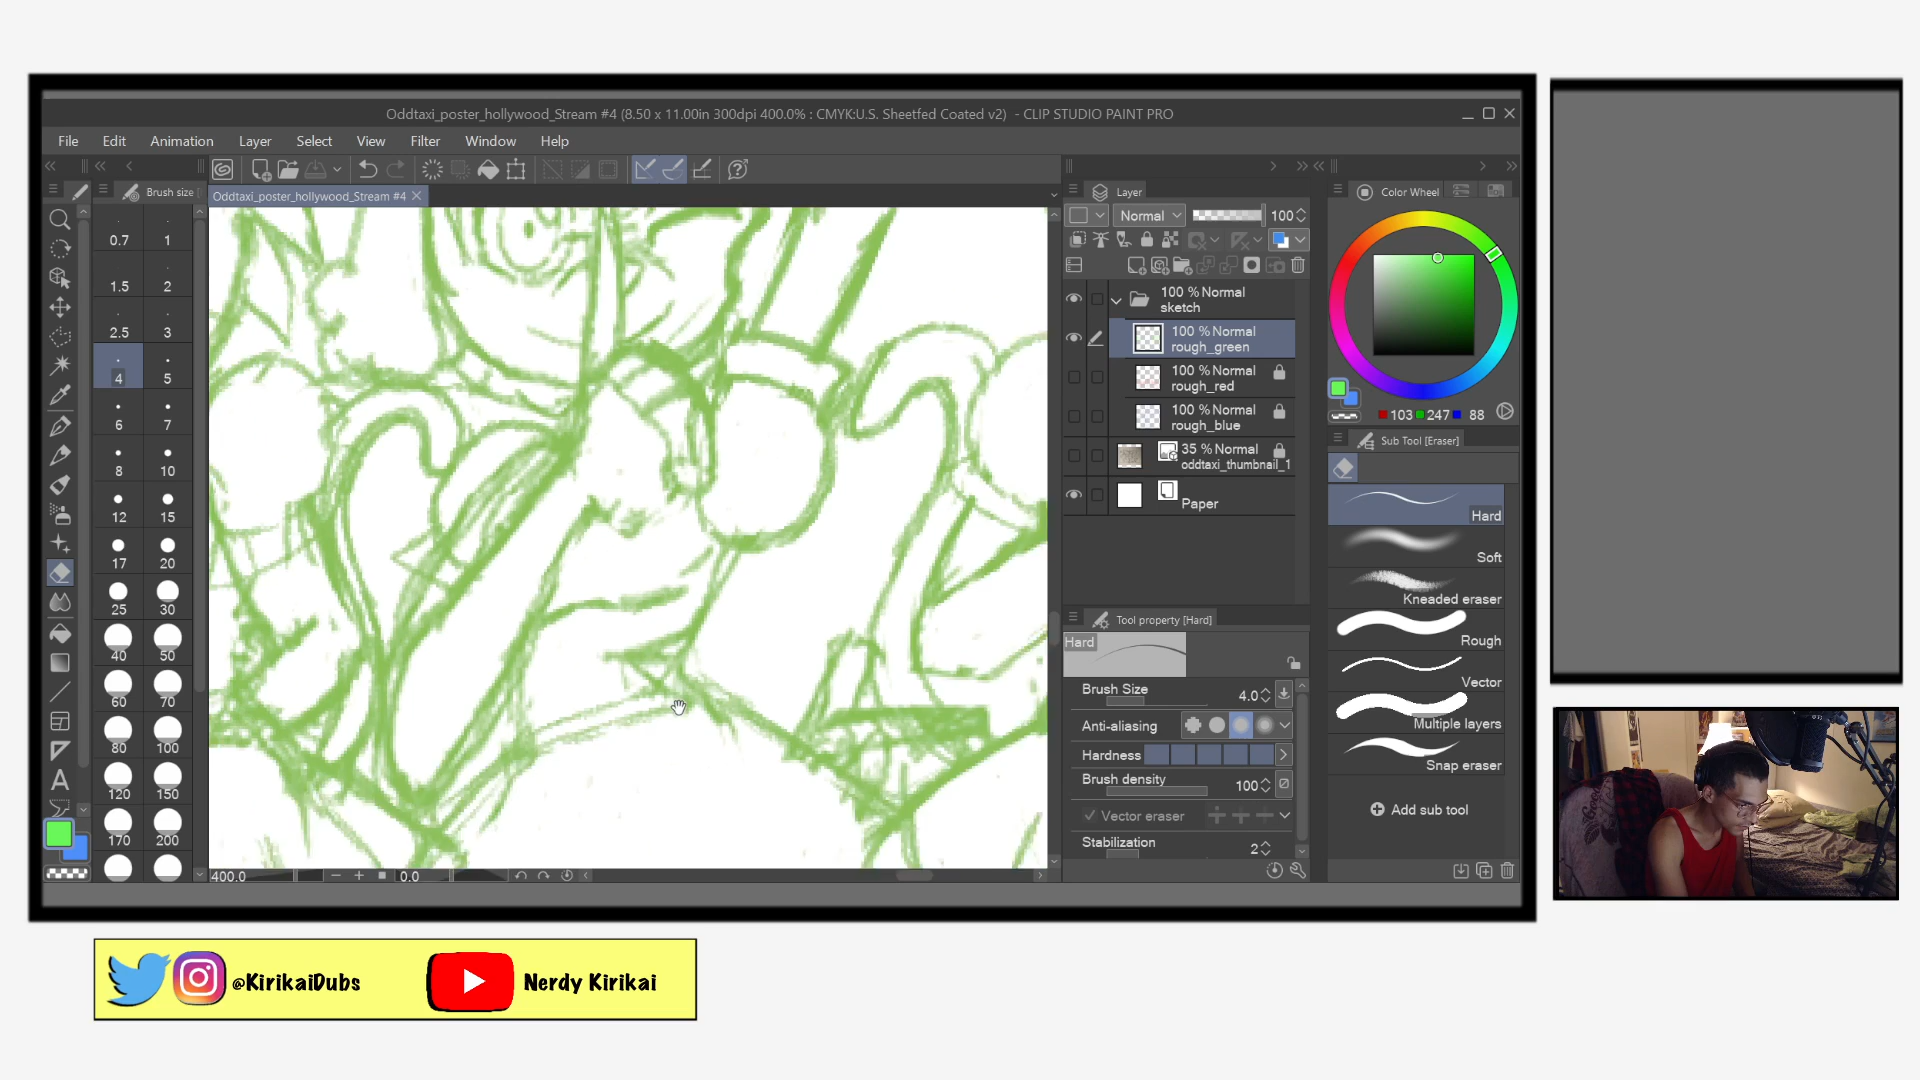 Oddtaxi_poster_hollywood_Stream #4 (8.50 x 11.00in 300dpi 400.0% : CMYK:U.S. Sheetfed Coated v2) - CLIP STUDIO PAINT PRO
File Edit Animation Layer Select View Filter Window Help
Brush size
Oddtaxi_poster_hollywood_Stream #4
0.7 1
1.5 2
2.5 3
4 5
6 7
8 10
12 15
17 20
25 30
40 50
60 70
80 100
120 150
170 200
400.0 0.0
Layer
Normal 100
100 % Normal
sketch
100 % Normal
rough_green
100 % Normal
rough_red
100 % Normal
rough_blue
35 % Normal
oddtaxi_thumbnail_1
Paper
Tool property [Hard]
Hard
Brush Size 4.0
Anti-aliasing
Hardness
Brush density 100
Vector eraser
Stabilization 2
Color Wheel
103 247 88
Sub Tool [Eraser]
Hard
Soft
Kneaded eraser
Rough
Vector
Multiple layers
Snap eraser
Add sub tool
@KirikaiDubs Nerdy Kirikai